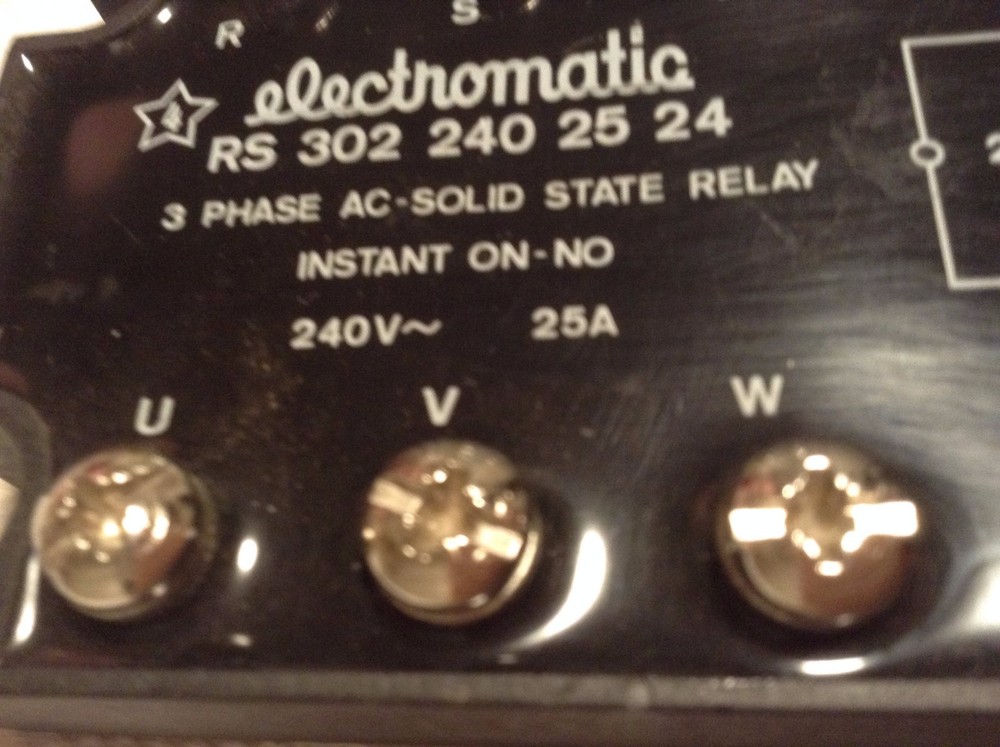 R S
electromatic
RS 302 240 25 24
3 PHASE AC-SOLID STATE RELAY
INSTANT ON-NO
240V~ 25A
U V W